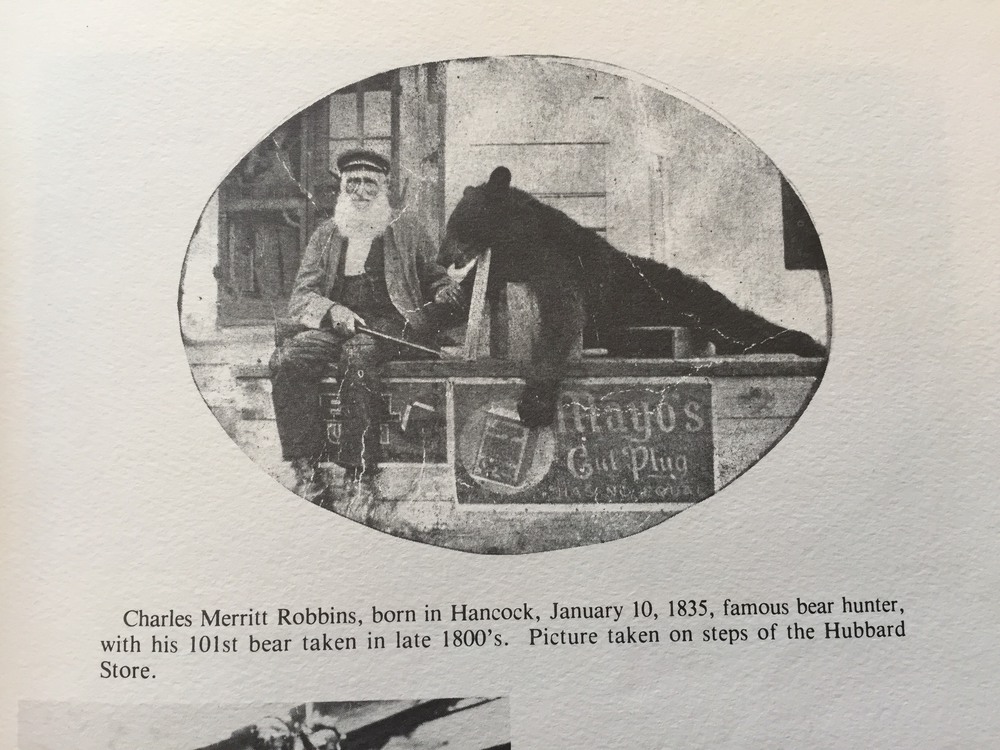 Mayo's
Cut Plug
Charles Merritt Robbins, born in Hancock, January 10, 1835, famous bear hunter,
with his 101st bear taken in late 1800's. Picture taken on steps of the Hubbard
Store.